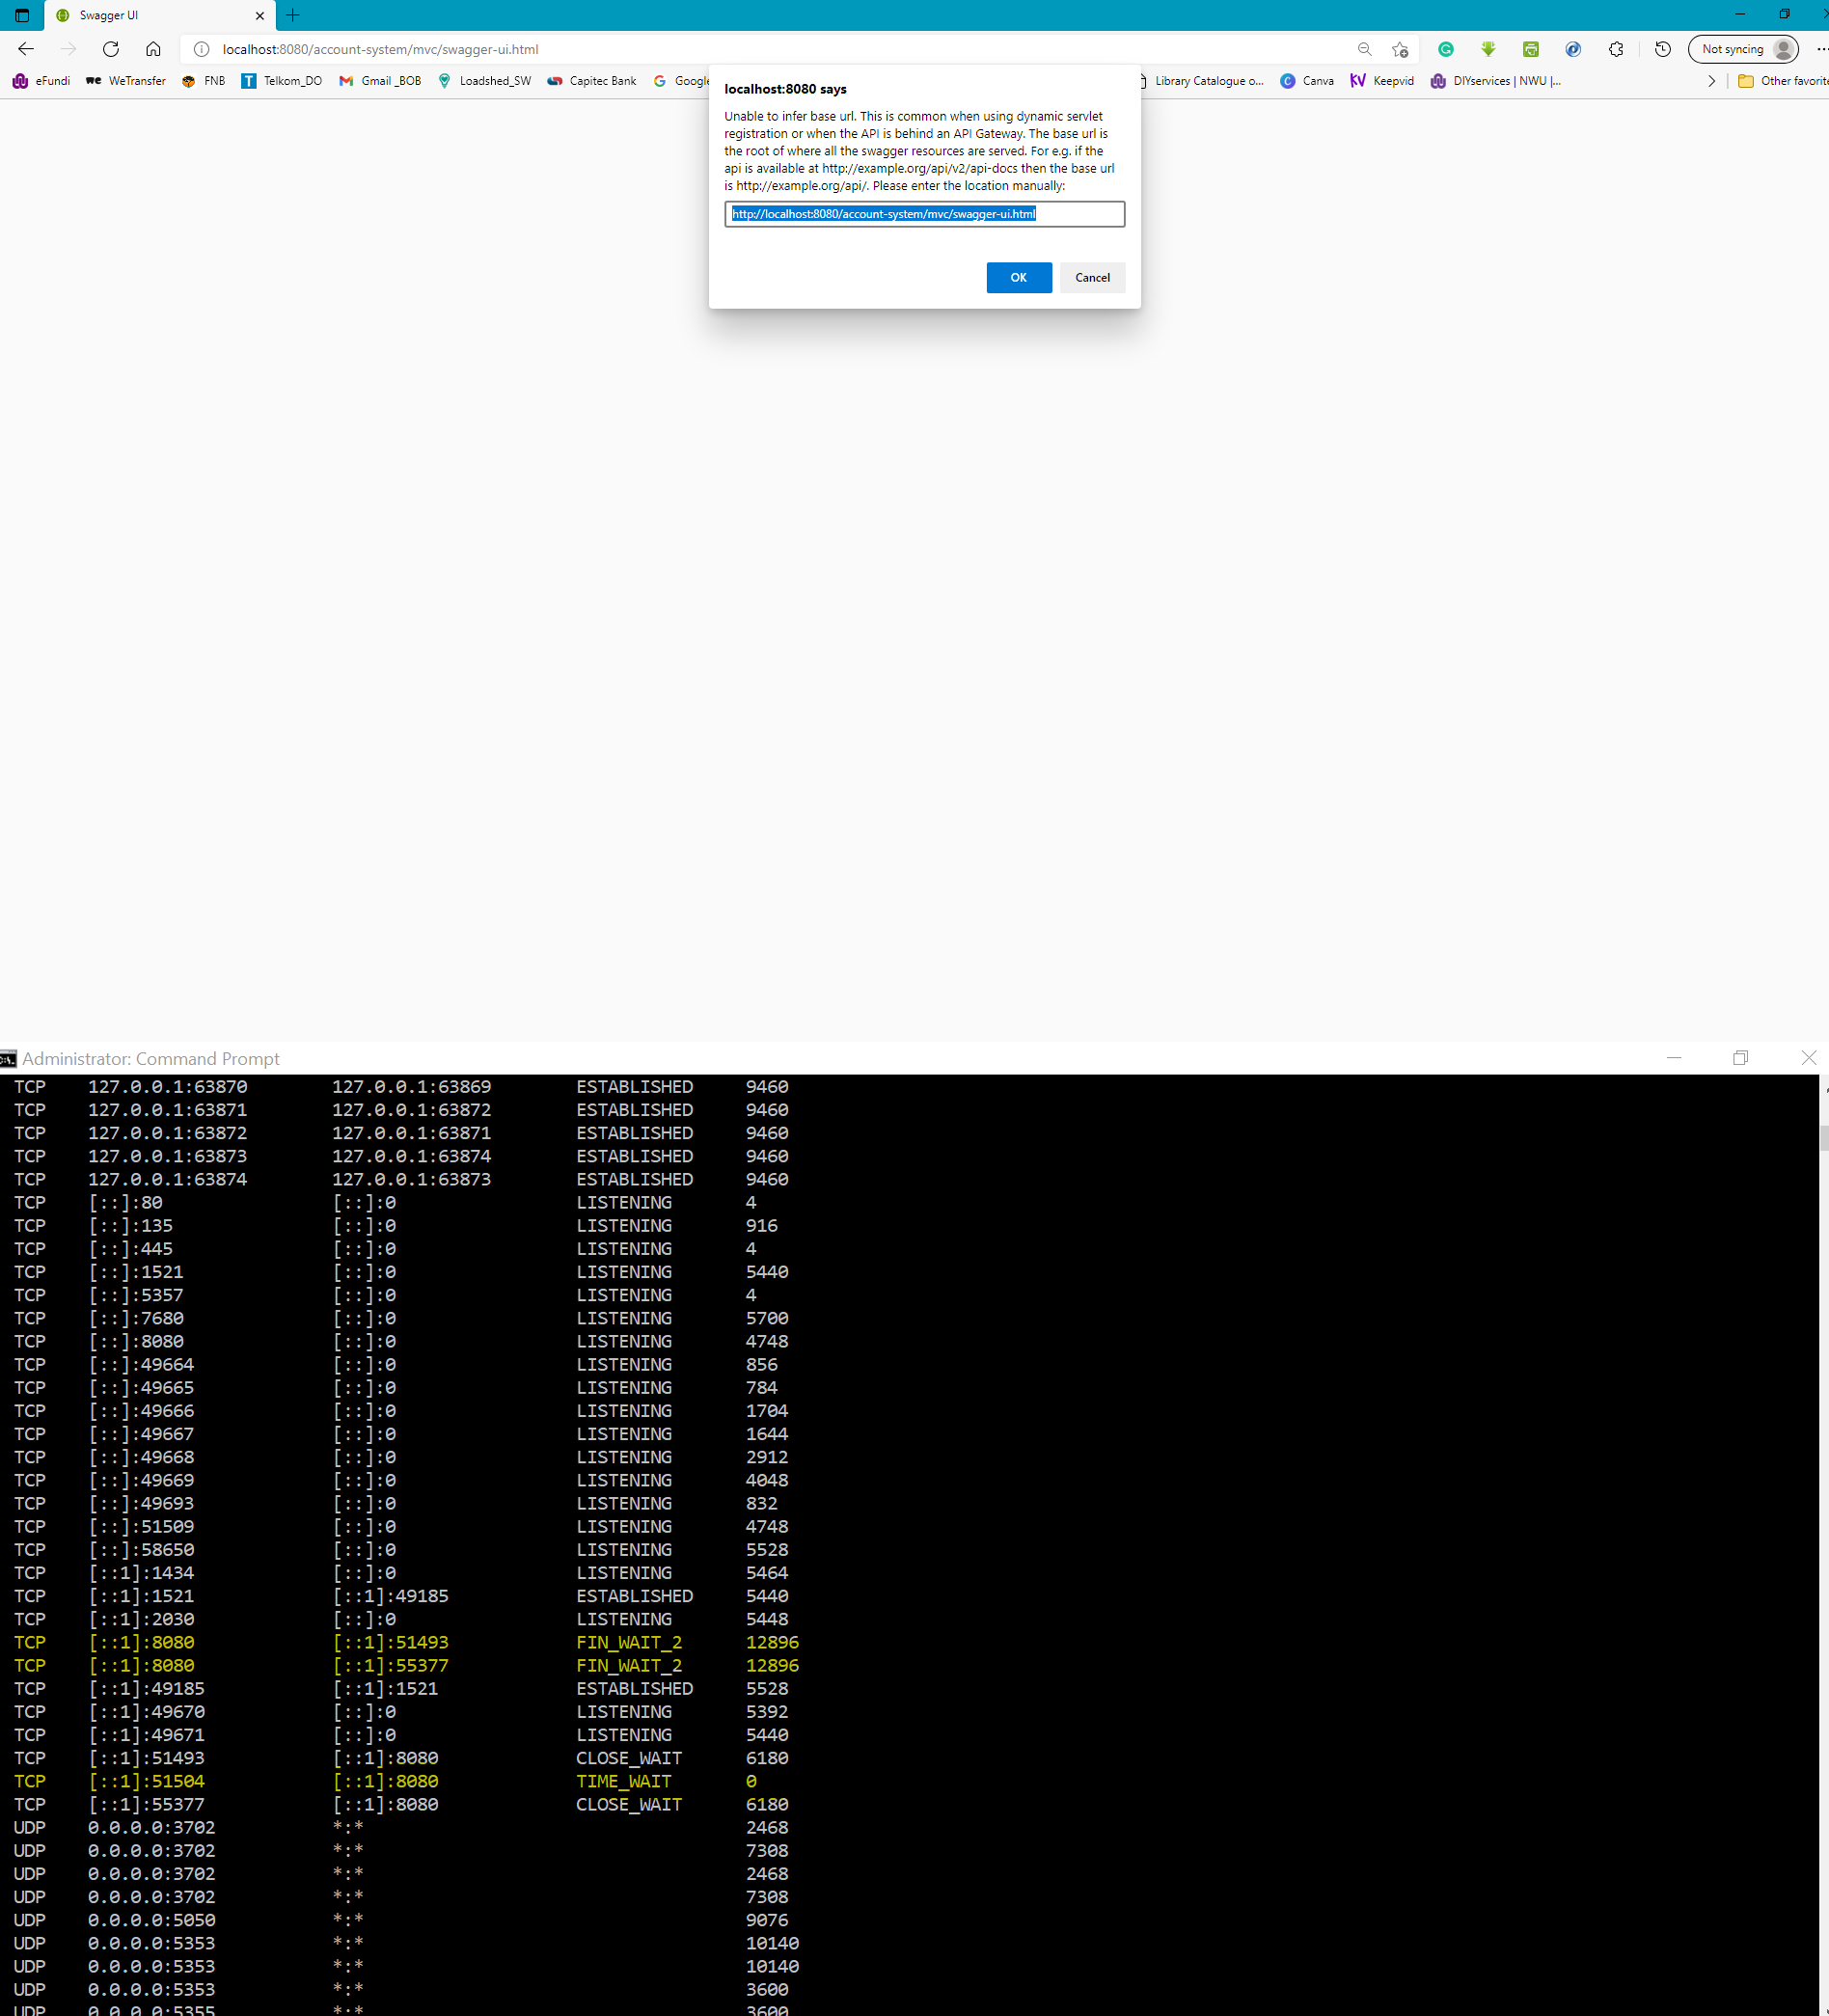 Swagger UI
localhost:8080/account-system/mvc/swagger-ui.html
Not syncing
eFundi WeTransfer FNB Telkom_DO Gmail _BOB Loadshed_SW Capitec Bank Google Library Catalogue o... Canva Keepvid DIYservices | NWU |... Other favorite
localhost:8080 says
Unable to infer base url. This is common when using dynamic servlet
registration or when the API is behind an API Gateway. The base url is
the root of where all the swagger resources are served. For e.g. if the
api is available at http://example.org/api/v2/api-docs then the base url
is http://example.org/api/. Please enter the location manually:
http://localhost:8080/account-system/mvc/swagger-ui.html
OK Cancel
Administrator: Command Prompt
TCP 127.0.0.1:63870 127.0.0.1:63869 ESTABLISHED 9460
TCP 127.0.0.1:63871 127.0.0.1:63872 ESTABLISHED 9460
TCP 127.0.0.1:63872 127.0.0.1:63871 ESTABLISHED 9460
TCP 127.0.0.1:63873 127.0.0.1:63874 ESTABLISHED 9460
TCP 127.0.0.1:63874 127.0.0.1:63873 ESTABLISHED 9460
TCP [::]:80 [::]:0 LISTENING 4
TCP [::]:135 [::]:0 LISTENING 916
TCP [::]:445 [::]:0 LISTENING 4
TCP [::]:1521 [::]:0 LISTENING 5440
TCP [::]:5357 [::]:0 LISTENING 4
TCP [::]:7680 [::]:0 LISTENING 5700
TCP [::]:8080 [::]:0 LISTENING 4748
TCP [::]:49664 [::]:0 LISTENING 856
TCP [::]:49665 [::]:0 LISTENING 784
TCP [::]:49666 [::]:0 LISTENING 1704
TCP [::]:49667 [::]:0 LISTENING 1644
TCP [::]:49668 [::]:0 LISTENING 2912
TCP [::]:49669 [::]:0 LISTENING 4048
TCP [::]:49693 [::]:0 LISTENING 832
TCP [::]:51509 [::]:0 LISTENING 4748
TCP [::]:58650 [::]:0 LISTENING 5528
TCP [::1]:1434 [::]:0 LISTENING 5464
TCP [::1]:1521 [::1]:49185 ESTABLISHED 5440
TCP [::1]:2030 [::]:0 LISTENING 5448
TCP [::1]:8080 [::1]:51493 FIN_WAIT_2 12896
TCP [::1]:8080 [::1]:55377 FIN_WAIT_2 12896
TCP [::1]:49185 [::1]:1521 ESTABLISHED 5528
TCP [::1]:49670 [::]:0 LISTENING 5392
TCP [::1]:49671 [::]:0 LISTENING 5440
TCP [::1]:51493 [::1]:8080 CLOSE_WAIT 6180
TCP [::1]:51504 [::1]:8080 TIME_WAIT 0
TCP [::1]:55377 [::1]:8080 CLOSE_WAIT 6180
UDP 0.0.0.0:3702 *:* 2468
UDP 0.0.0.0:3702 *:* 7308
UDP 0.0.0.0:3702 *:* 2468
UDP 0.0.0.0:3702 *:* 7308
UDP 0.0.0.0:5050 *:* 9076
UDP 0.0.0.0:5353 *:* 10140
UDP 0.0.0.0:5353 *:* 10140
UDP 0.0.0.0:5353 *:* 3600
UDP 0.0.0.0:5355 *:* 3600